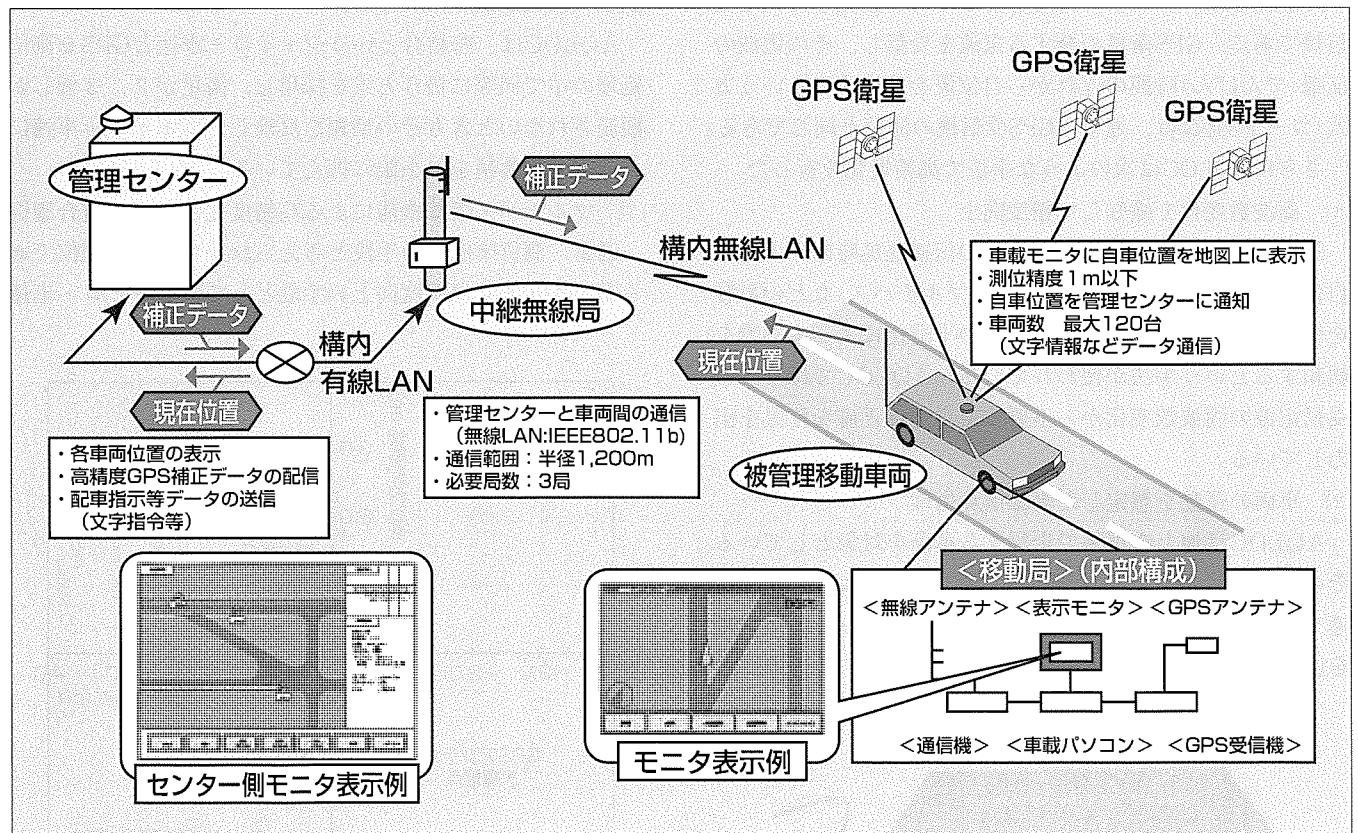 GPS衛星
GPS衛星
GPS衛星
管理センター
補正データ
中継無線局
構内無線LAN
・車載モニタに自車位置を地図上に表示
・測位精度1m以下
・自車位置を管理センターに通知
・車両数 最大120台
(文字情報などデータ通信)
補正データ
現在位置
構内
有線LAN
現在位置
・各車両位置の表示
・高精度GPS補正データの配信
・配車指示等データの送信
(文字指令等)
・管理センターと車両間の通信
(無線LAN:IEEE802.11b)
・通信範囲:半径1,200m
・必要局数:3局
被管理移動車両
<移動局>(内部構成)
<無線アンテナ> <表示モニタ> <GPSアンテナ>
<通信機> <車載パソコン> <GPS受信機>
センター側モニタ表示例
モニタ表示例